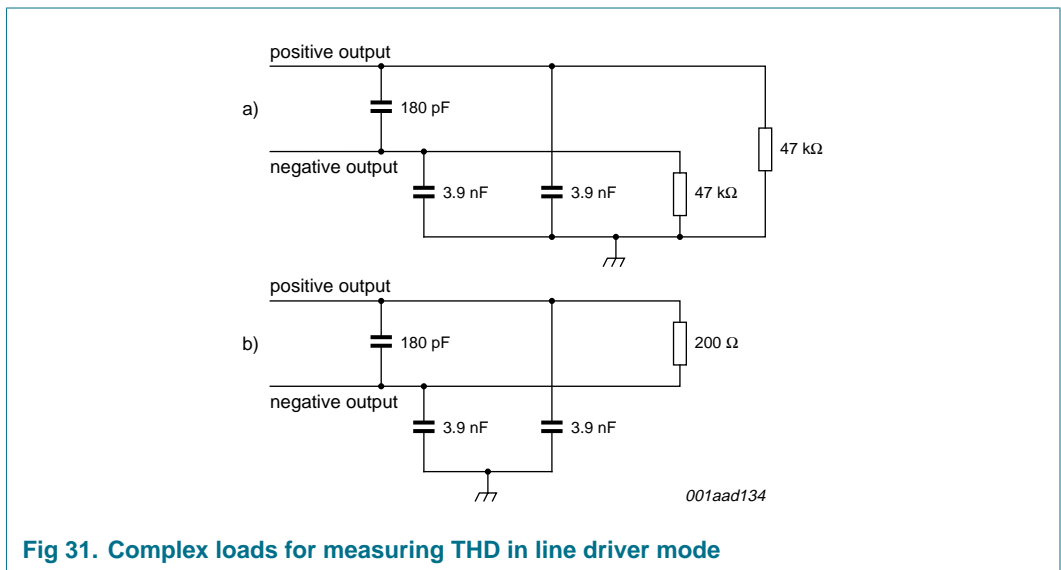 positive output
a)
180 pF
47 kΩ
negative output
3.9 nF
3.9 nF
47 kΩ
positive output
b)
180 pF
200 Ω
negative output
3.9 nF
3.9 nF
001aad134
Fig 31. Complex loads for measuring THD in line driver mode